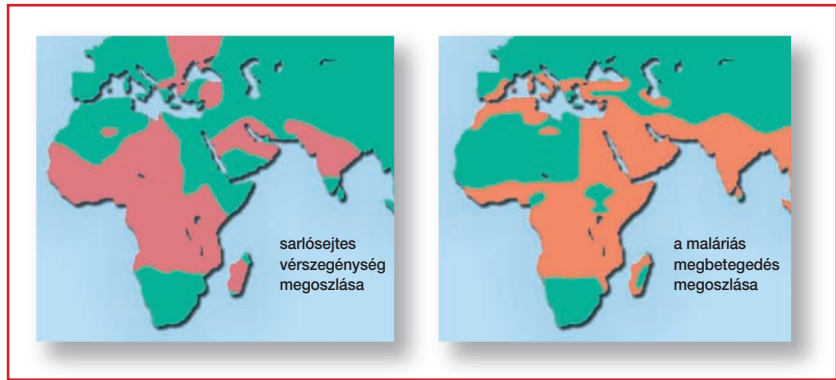 sarlósejtes
vérszegénység
megoszlása
a maláriás
megbetegedés
megoszlása